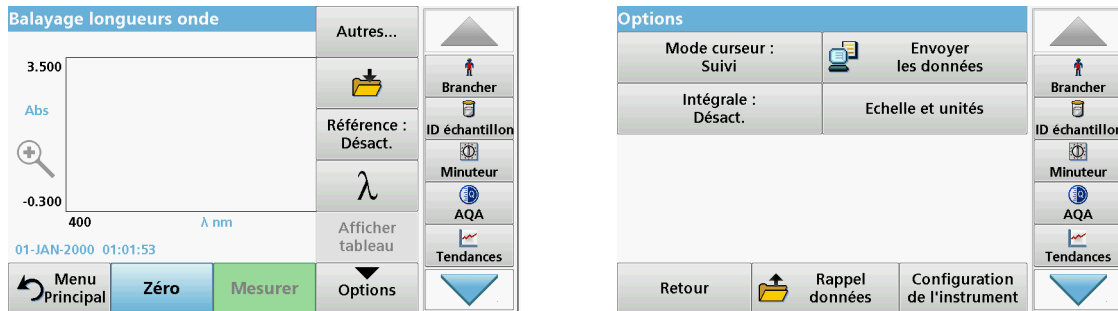 Balayage longueurs onde
3.500
Abs
-0.300
400
λ nm
01-JAN-2000 01:01:53
Autres...
Référence :
Désact.
λ
Afficher
tableau
Menu
Principal
Zéro
Mesurer
Options
Brancher
ID échantillon
Minuteur
AQA
Tendances
Options
Mode curseur :
Suivi
Envoyer
les données
Intégrale :
Désact.
Echelle et unités
Retour
Rappel
données
Configuration
de l'instrument
Brancher
ID échantillon
Minuteur
AQA
Tendances